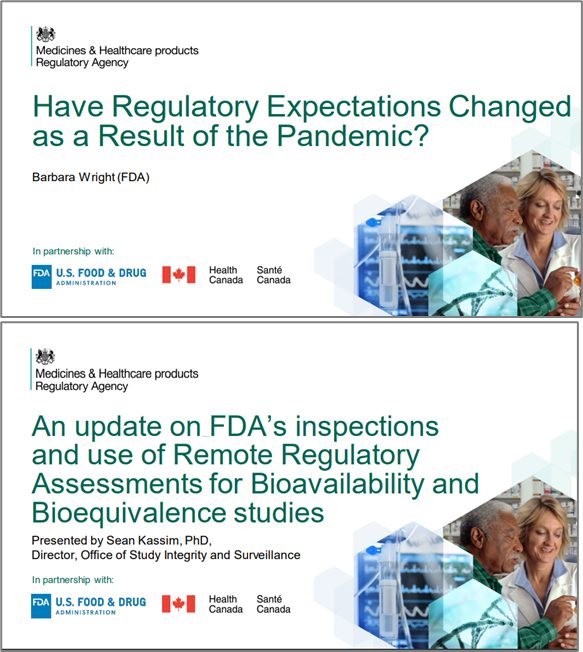 Medicines & Healthcare products
Regulatory Agency
Have Regulatory Expectations Changed
as a Result of the Pandemic?
Barbara Wright (FDA)
In partnership with:
FDA U.S. FOOD & DRUG
ADMINISTRATION
Health Santé
Canada Canada
Medicines & Healthcare products
Regulatory Agency
An update on FDA’s inspections
and use of Remote Regulatory
Assessments for Bioavailability and
Bioequivalence studies
Presented by Sean Kassim, PhD,
Director, Office of Study Integrity and Surveillance
In partnership with:
FDA U.S. FOOD & DRUG
ADMINISTRATION
Health Santé
Canada Canada